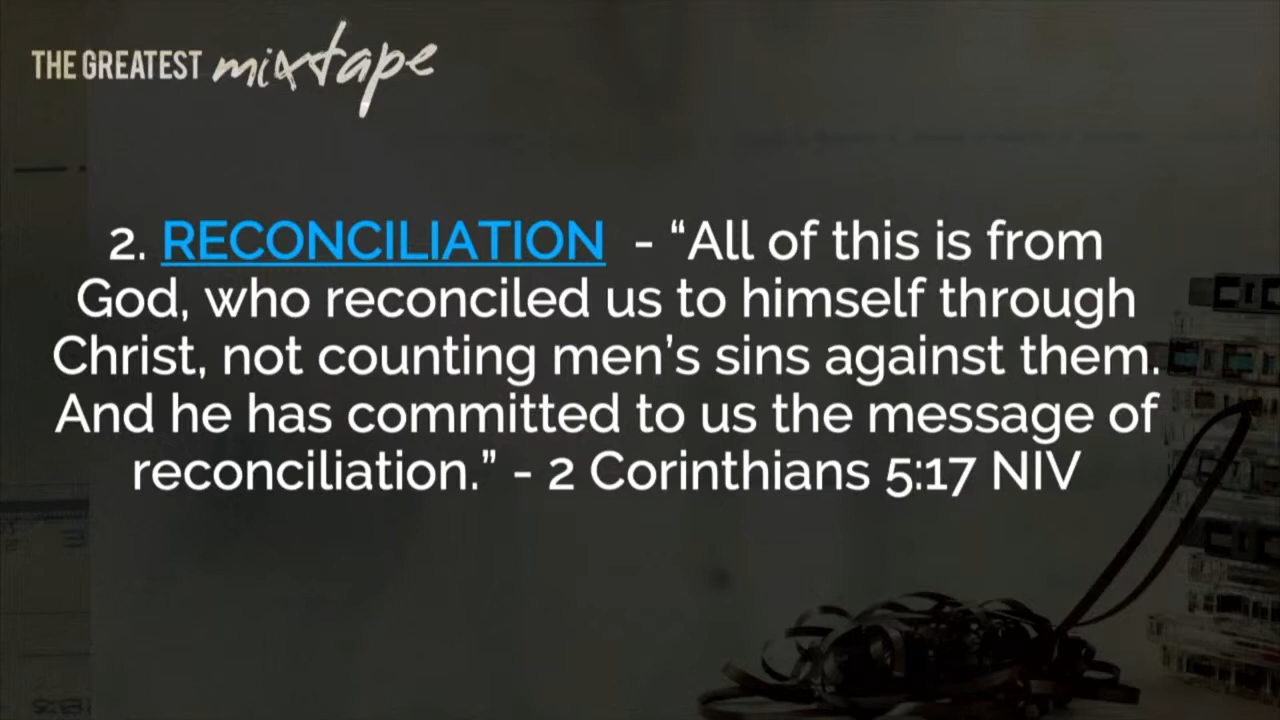 THE GREATEST mixtape
2. RECONCILIATION - “All of this is from
God, who reconciled us to himself through
Christ, not counting men’s sins against them.
And he has committed to us the message of
reconciliation.” - 2 Corinthians 5:17 NIV